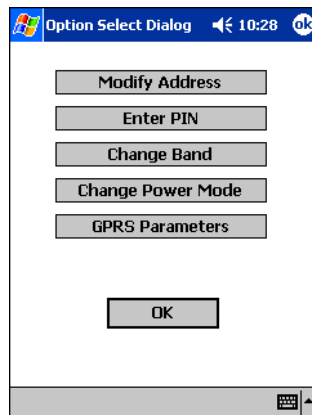 Option Select Dialog 10:28 ok
Modify Address
Enter PIN
Change Band
Change Power Mode
GPRS Parameters
OK